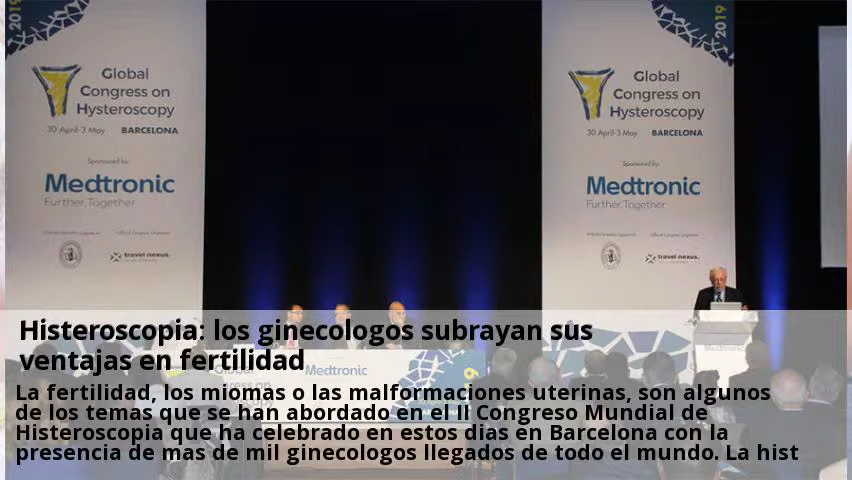 2019
2019
Global
Congress on
Hysteroscopy
30 April-3 May BARCELONA
Sponsored by:
Medtronic
Further, Together
travel nexus.
Global
Congress on
Hysteroscopy
30 April-3 May BARCELONA
Sponsored by:
Medtronic
Further, Together
travel nexus.
Medtronic
Medtronic
Histeroscopia: los ginecologos subrayan sus
ventajas en fertilidad
La fertilidad, los miomas o las malformaciones uterinas, son algunos
de los temas que se han abordado en el II Congreso Mundial de
Histeroscopia que ha celebrado en estos dias en Barcelona con la
presencia de mas de mil ginecologos llegados de todo el mundo. La hist